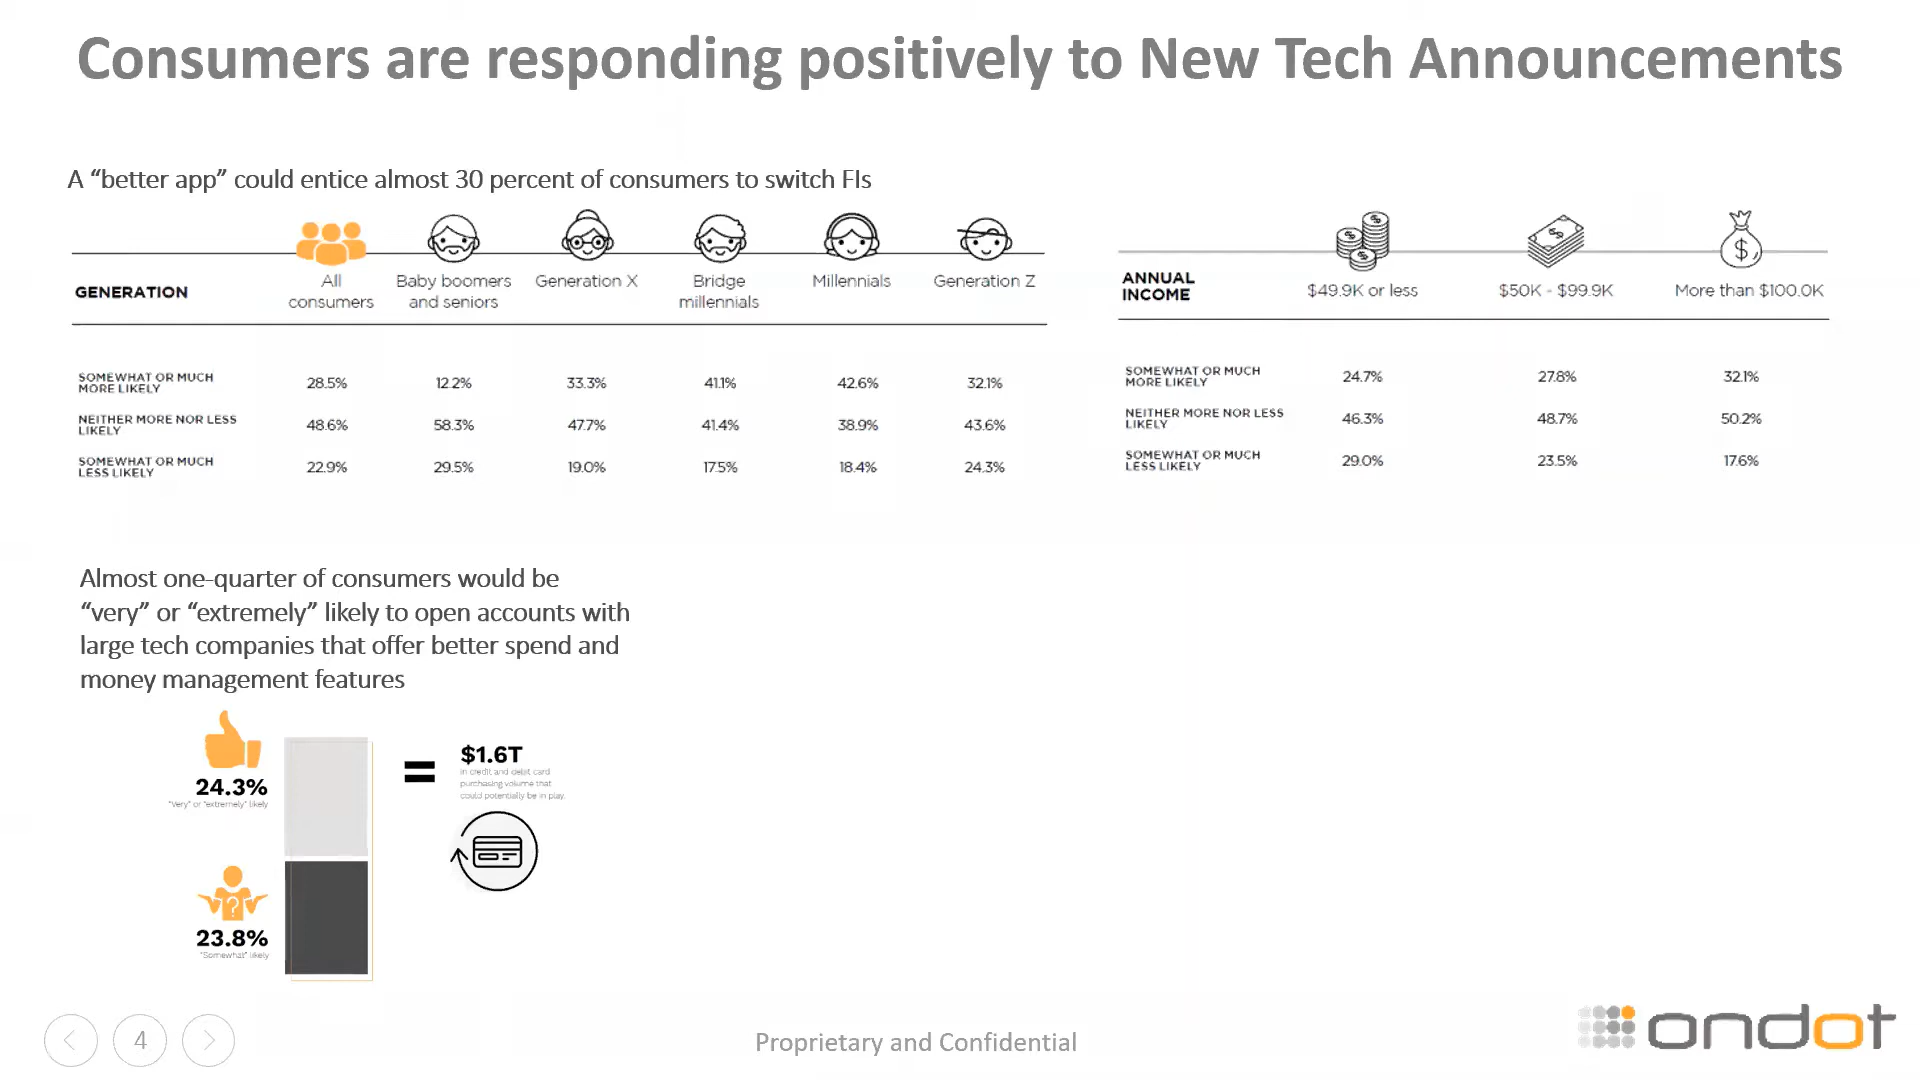 Consumers are responding positively to New Tech Announcements
A “better app” could entice almost 30 percent of consumers to switch FIs
GENERATION
All
consumers
Baby boomers
and seniors
Generation X
Bridge
millennials
Millennials
Generation Z
SOMEWHAT OR MUCH
MORE LIKELY
28.5% 12.2% 33.3% 41.1% 42.6% 32.1%
NEITHER MORE NOR LESS
LIKELY
48.6% 58.3% 47.7% 41.4% 38.9% 43.6%
SOMEWHAT OR MUCH
LESS LIKELY
22.9% 29.5% 19.0% 17.5% 18.4% 24.3%
ANNUAL
INCOME
$49.9K or less $50K - $99.9K More than $100.0K
SOMEWHAT OR MUCH
MORE LIKELY
24.7% 27.8% 32.1%
NEITHER MORE NOR LESS
LIKELY
46.3% 48.7% 50.2%
SOMEWHAT OR MUCH
LESS LIKELY
29.0% 23.5% 17.6%
Almost one-quarter of consumers would be
“very” or “extremely” likely to open accounts with
large tech companies that offer better spend and
money management features
24.3%
"Very" or "extremely" likely
=
$1.6T
in credit and debit card
purchasing volume that
could potentially be in play.
?
23.8%
"Somewhat" likely
4
Proprietary and Confidential
ondot